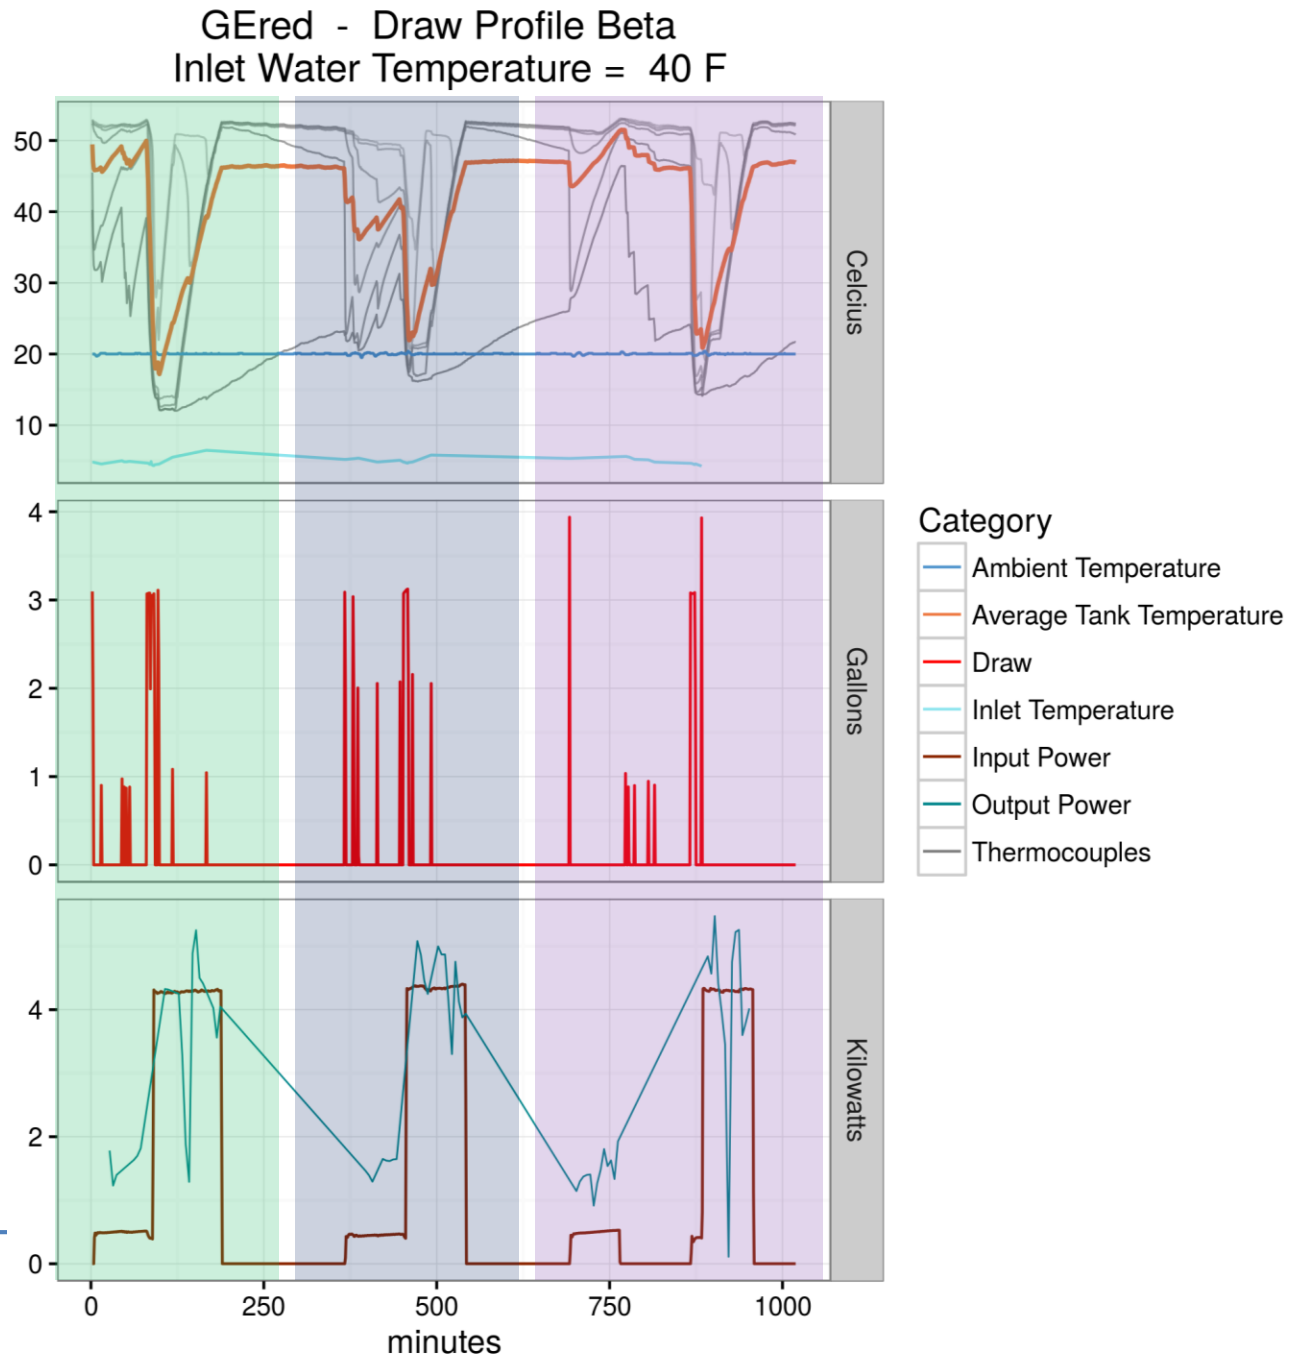 GEred - Draw Profile Beta
Inlet Water Temperature = 40 F
50
40
30
20
10
Celcius
4
3
2
1
0
Gallons
4
2
0
Kilowatts
0 250 500 750 1000
minutes
Category
Ambient Temperature
Average Tank Temperature
Draw
Inlet Temperature
Input Power
Output Power
Thermocouples